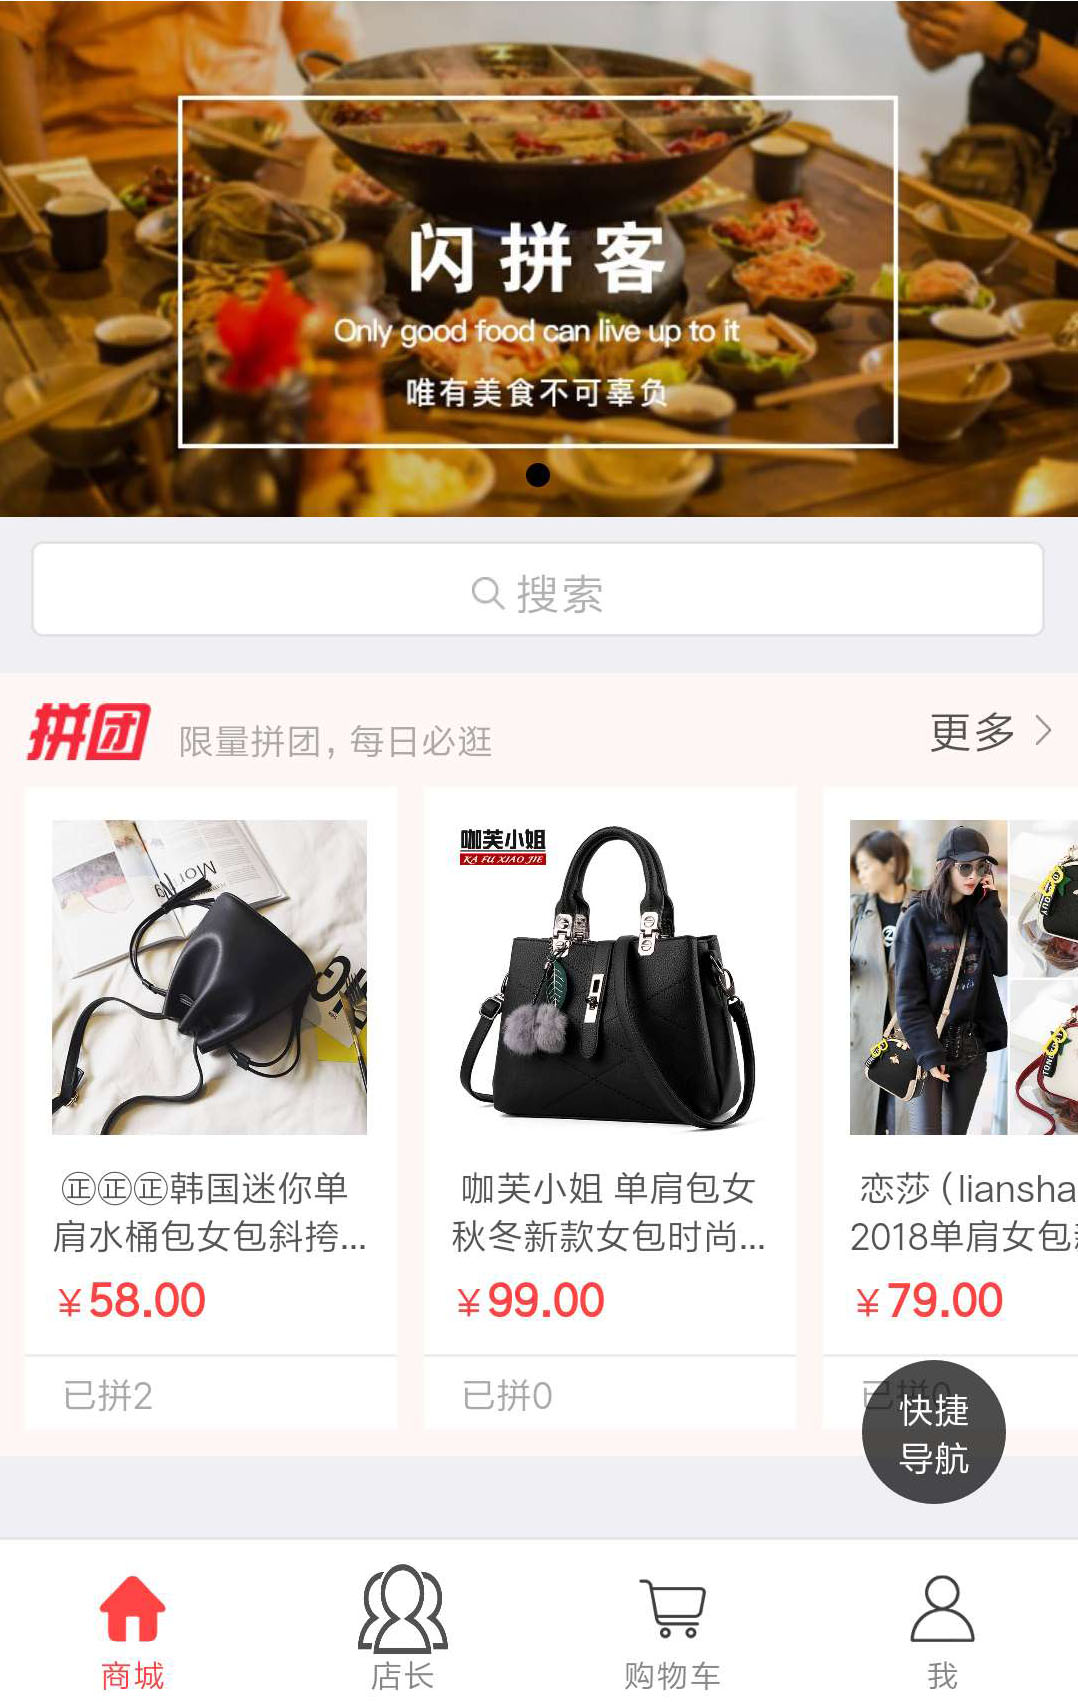 闪拼客
Only good food can live up to it
唯有美食不可辜负
搜索
拼团
限量拼团，每日必逛
更多
咖芙小姐
KA FU XIAO JIE
㊣㊣㊣韩国迷你单
肩水桶包女包斜挎...
¥58.00
已拼2
咖芙小姐 单肩包女
秋冬新款女包时尚...
¥99.00
已拼0
恋莎（liansha
2018单肩女包
¥79.00
已拼0
快捷
导航
商城
店长
购物车
我